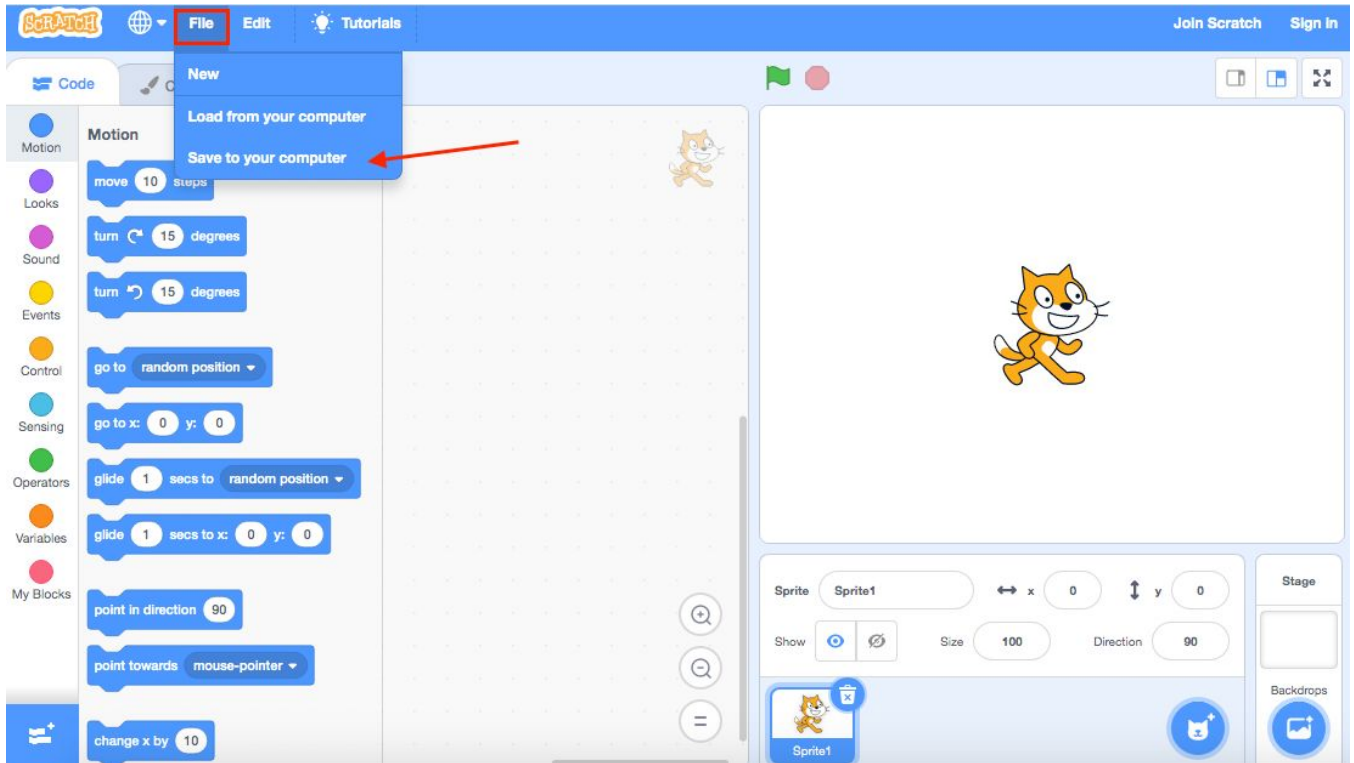 SCRATCH
File
Edit
Tutorials
Join Scratch
Sign in
New
Load from your computer
Save to your computer
Code
Motion
Looks
Sound
Events
Control
Sensing
Operators
Variables
My Blocks
Motion
move 10 steps
turn 15 degrees
turn 15 degrees
go to random position
go to x: 0 y: 0
glide 1 secs to random position
glide 1 secs to x: 0 y: 0
point in direction 90
point towards mouse-pointer
change x by 10
Sprite Sprite1 x 0 y 0
Show Size 100 Direction 90
Sprite1
Stage
Backdrops